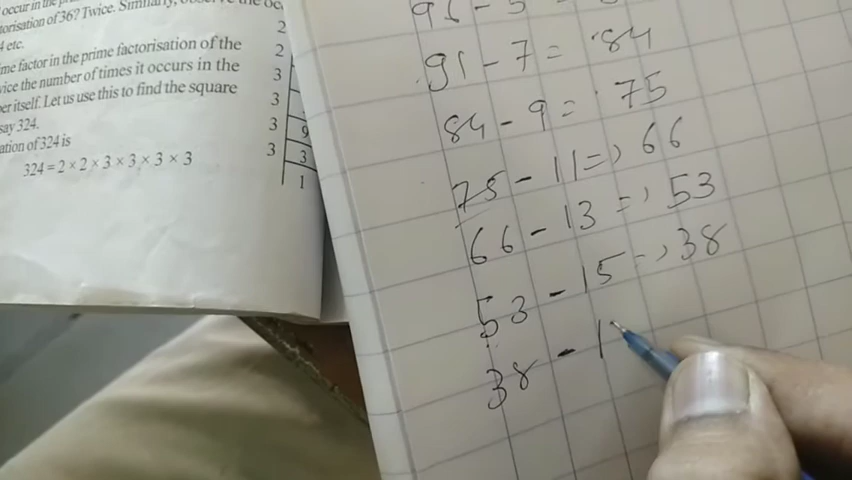 occur in the
torisation of 36? Twice. Similarly, observe the oc
4 etc.
me factor in the prime factorisation of the
vice the number of times it occurs in the
er itself. Let us use this to find the square
say 324.
ation of 324 is
324 = 2 × 2 × 3 × 3 × 3 × 3
2
2
3
3
3 9
3 3
1
91 - 7 = 84
84 - 9 = 75
75 - 11 = 66
66 - 13 = 53
53 - 15 = 38
38 - 1